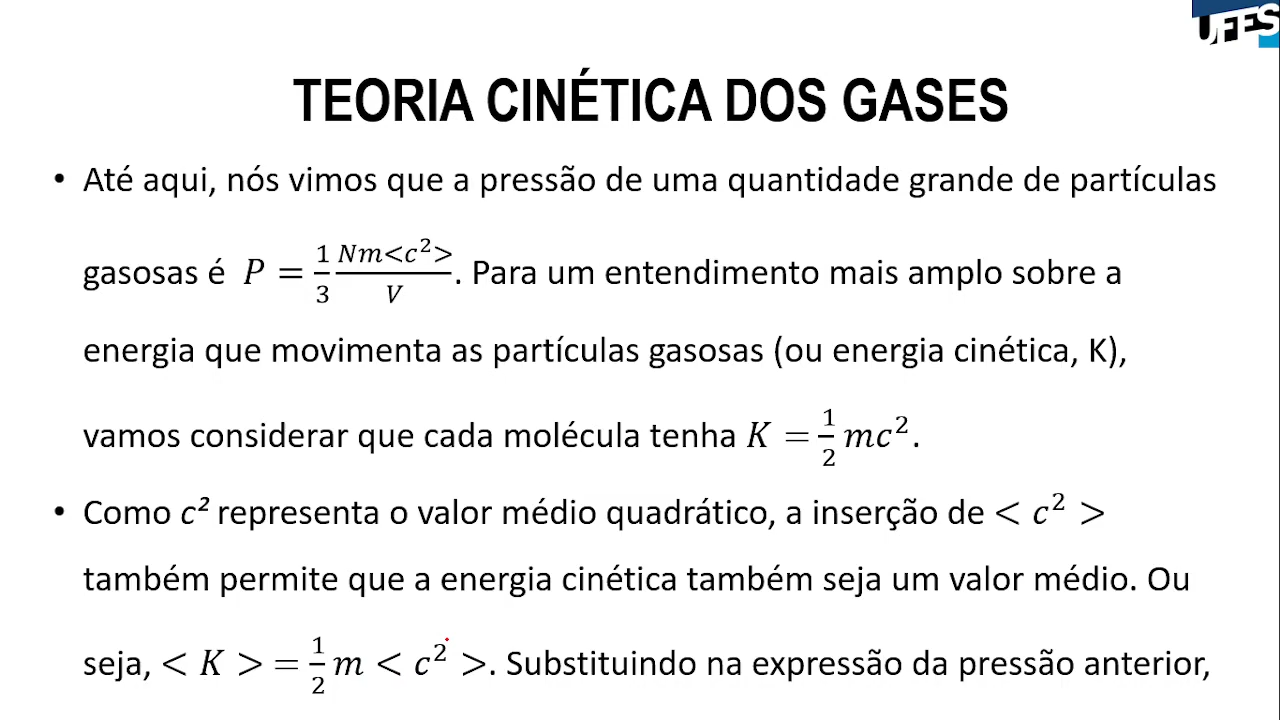 UFES
TEORIA CINÉTICA DOS GASES
• Até aqui, nós vimos que a pressão de uma quantidade grande de partículas
gasosas é P = 1/3 Nm<c²>/V. Para um entendimento mais amplo sobre a
energia que movimenta as partículas gasosas (ou energia cinética, K),
vamos considerar que cada molécula tenha K = 1/2 mc².
• Como c² representa o valor médio quadrático, a inserção de < c² >
também permite que a energia cinética também seja um valor médio. Ou
seja, < K > = 1/2 m < c² >. Substituindo na expressão da pressão anterior,